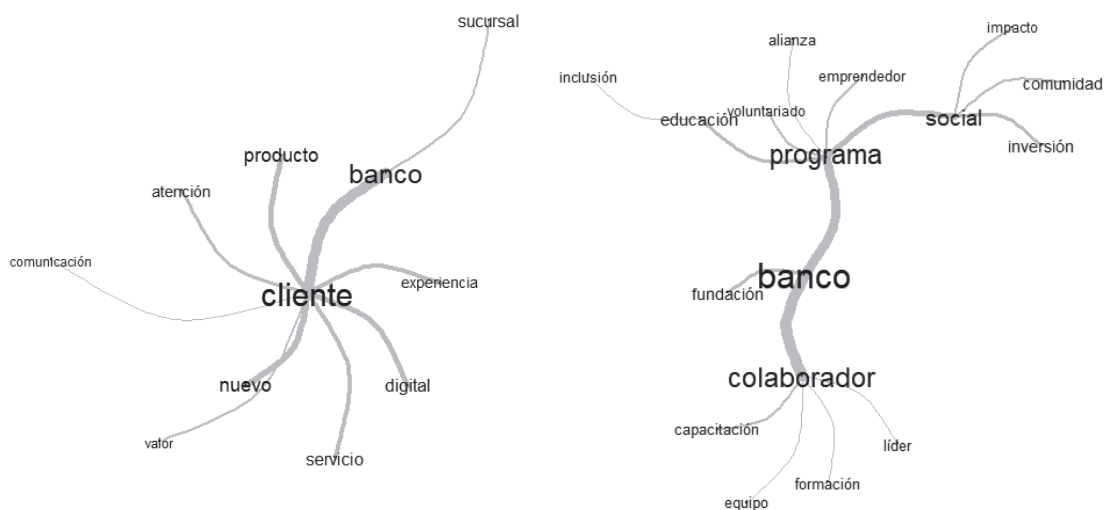 sucursal
producto
banco
atención
comunicación
experiencia
cliente
nuevo
digital
valor
servicio
impacto
alianza
inclusión
emprendedor
comunidad
voluntariado
educación
social
programa
inversión
banco
fundación
colaborador
capacitación
líder
formación
equipo